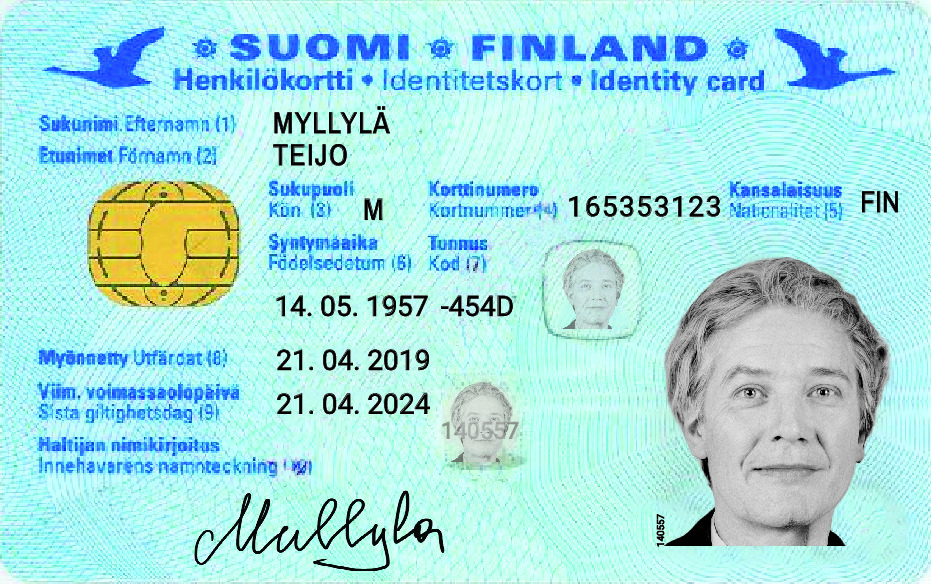 SUOMI FINLAND
Henkilökortti • Identitetskort • Identity card
Sukunimi Efternamn (1) MYLLYLÄ
Etunimet Förnamn (2) TEIJO
Sukupuoli Korttinumero Kansalaisuus
Kön (3) M Kortnummer (4) 165353123 Nationalitet (5) FIN
Syntymäaika Tunnus
Födelsedatum (6) Kod (7)
14. 05. 1957 -454D
Myönnetty Utfärdat (8) 21. 04. 2019
Viim. voimassaolopäivä
Sista giltighetsdag (9) 21. 04. 2024
140557
Haltijan nimikirjoitus
Innehavarens namnteckning
Myllylä
140557